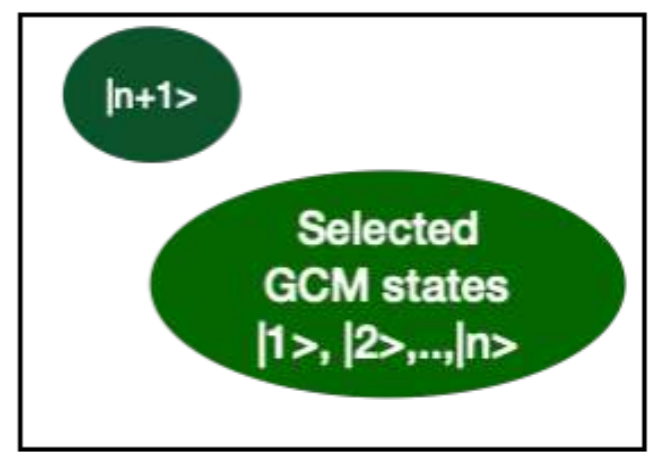 |n+1>
Selected
GCM states
|1>, |2>,..,|n>